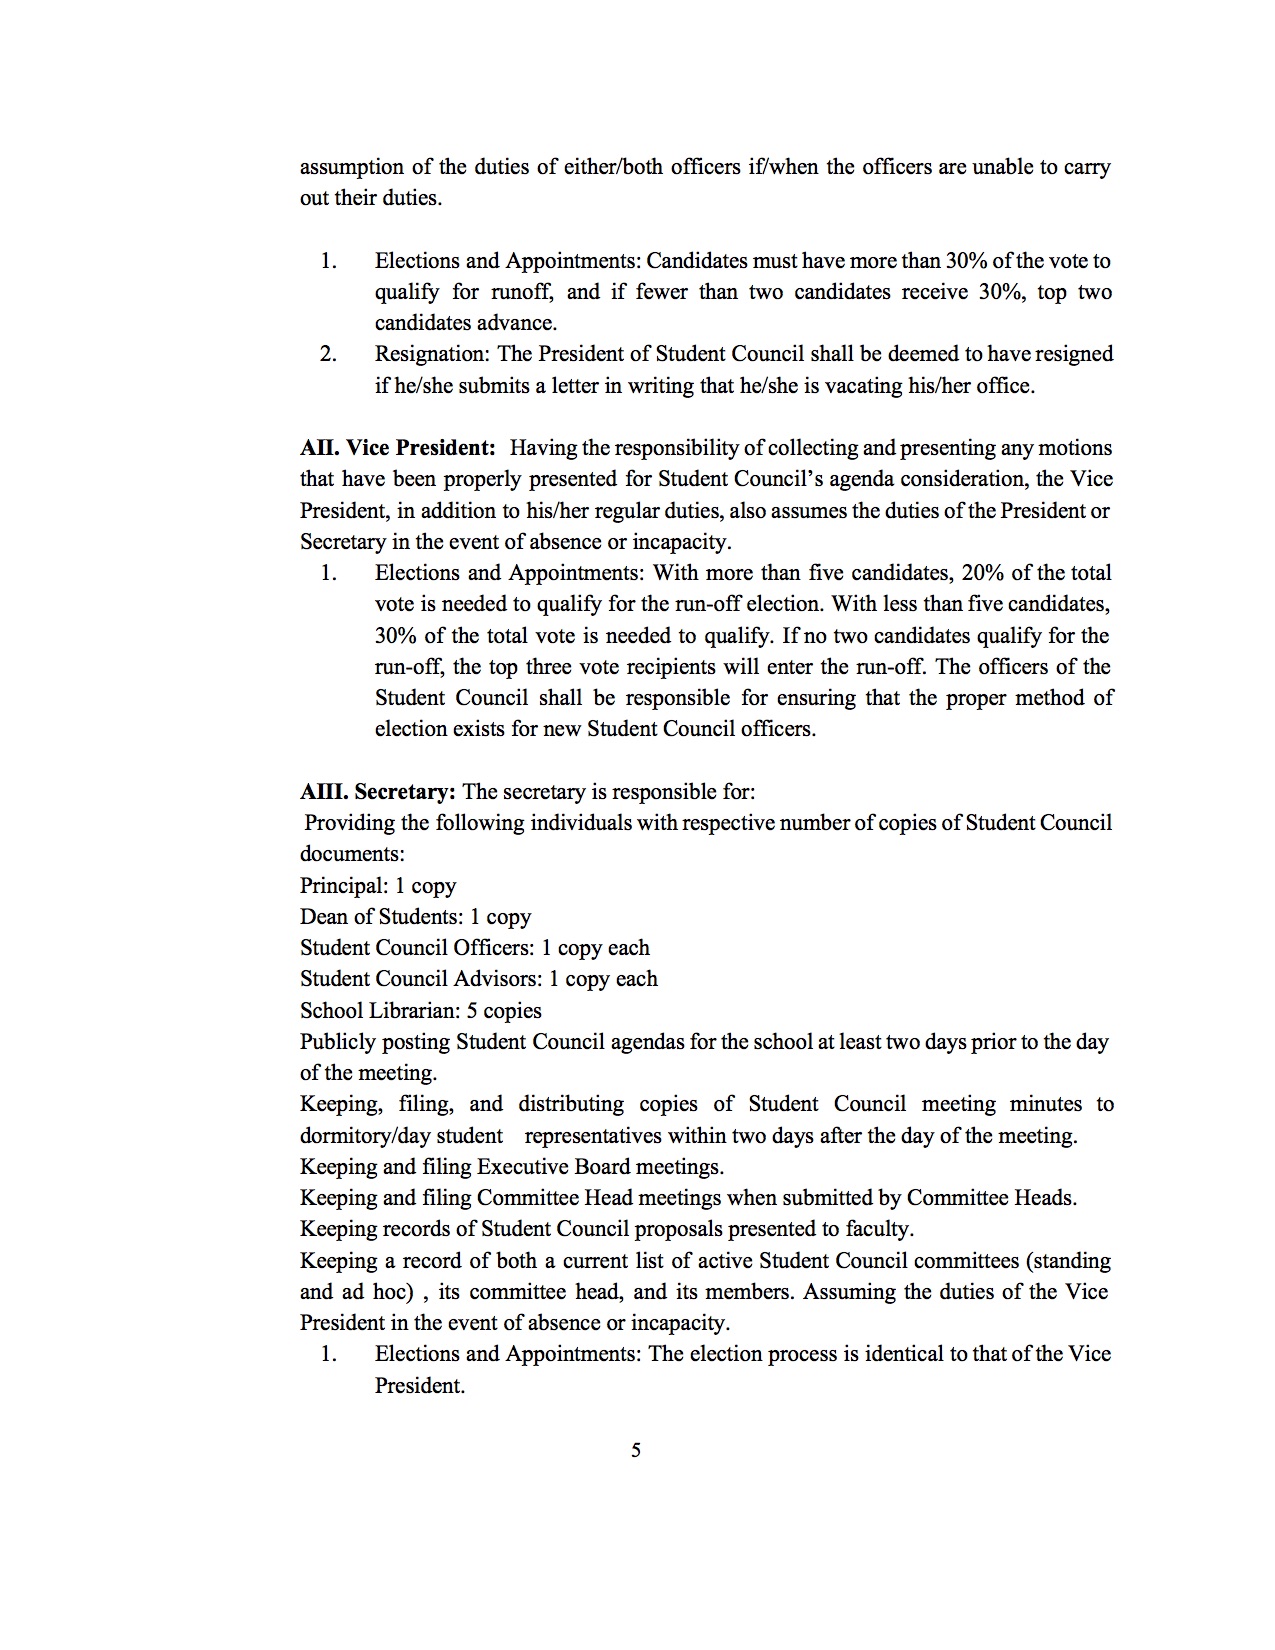 assumption of the duties of either/both officers if/when the officers are unable to carry
out their duties.
1. Elections and Appointments: Candidates must have more than 30% of the vote to
qualify for runoff, and if fewer than two candidates receive 30%, top two
candidates advance.
2. Resignation: The President of Student Council shall be deemed to have resigned
if he/she submits a letter in writing that he/she is vacating his/her office.
AII. Vice President: Having the responsibility of collecting and presenting any motions
that have been properly presented for Student Council’s agenda consideration, the Vice
President, in addition to his/her regular duties, also assumes the duties of the President or
Secretary in the event of absence or incapacity.
1. Elections and Appointments: With more than five candidates, 20% of the total
vote is needed to qualify for the run-off election. With less than five candidates,
30% of the total vote is needed to qualify. If no two candidates qualify for the
run-off, the top three vote recipients will enter the run-off. The officers of the
Student Council shall be responsible for ensuring that the proper method of
election exists for new Student Council officers.
AIII. Secretary: The secretary is responsible for:
Providing the following individuals with respective number of copies of Student Council
documents:
Principal: 1 copy
Dean of Students: 1 copy
Student Council Officers: 1 copy each
Student Council Advisors: 1 copy each
School Librarian: 5 copies
Publicly posting Student Council agendas for the school at least two days prior to the day
of the meeting.
Keeping, filing, and distributing copies of Student Council meeting minutes to
dormitory/day student representatives within two days after the day of the meeting.
Keeping and filing Executive Board meetings.
Keeping and filing Committee Head meetings when submitted by Committee Heads.
Keeping records of Student Council proposals presented to faculty.
Keeping a record of both a current list of active Student Council committees (standing
and ad hoc) , its committee head, and its members. Assuming the duties of the Vice
President in the event of absence or incapacity.
1. Elections and Appointments: The election process is identical to that of the Vice
President.
5